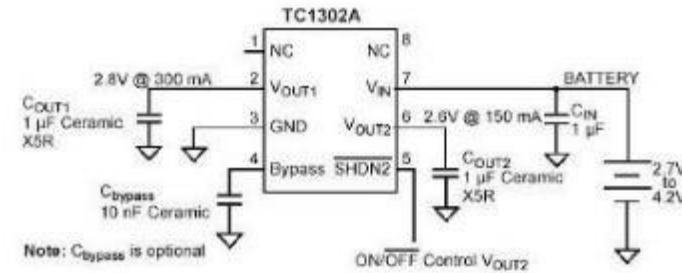 TC1302A
1 NC
NC 8
2.8V @ 300 mA
2 VOUT1
VIN 7
BATTERY
COUT1
1 µF Ceramic
X5R
3 GND
VOUT2 6
2.6V @ 150 mA
CIN
1 µF
4 Bypass
SHDN2 5
COUT2
1 µF Ceramic
X5R
2.7V
to
4.2V
Cbypass
10 nF Ceramic
Note: Cbypass is optional
ON/OFF Control VOUT2